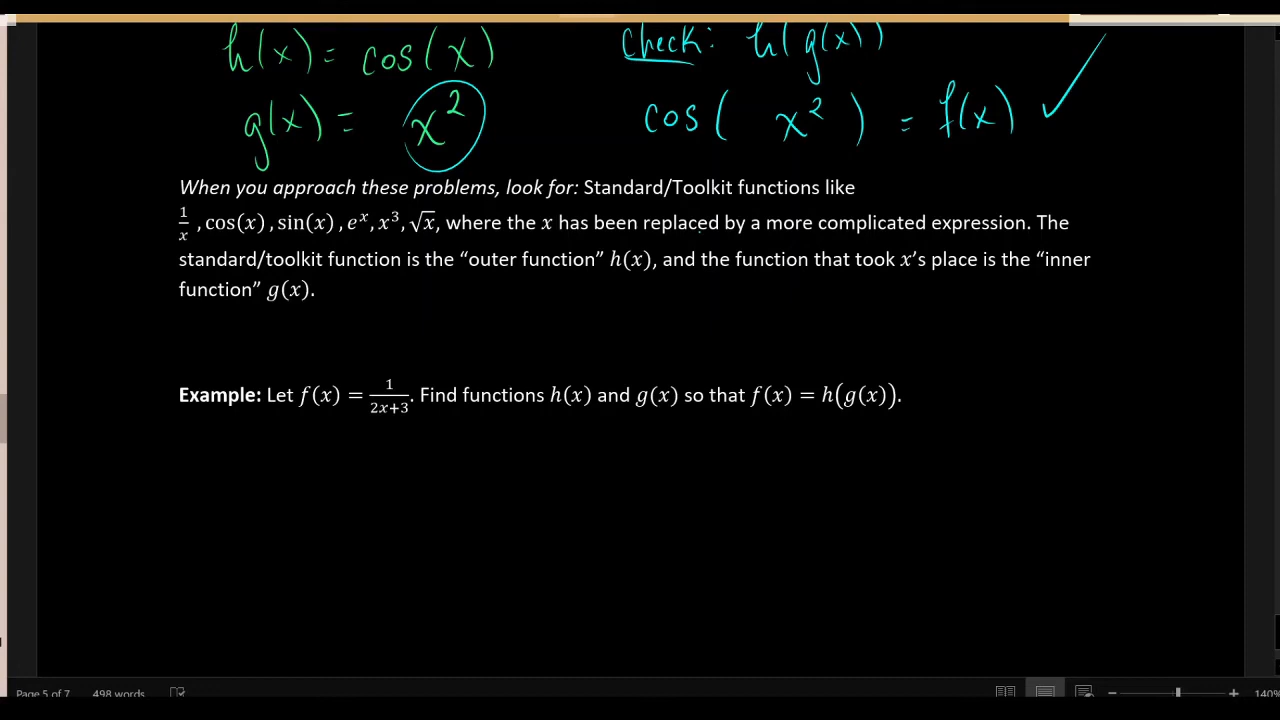 h(x) = cos(x) Check: h(g(x))
g(x) = x² cos( x² ) = f(x) ✓
When you approach these problems, look for: Standard/Toolkit functions like
1/x , cos(x) , sin(x) , eˣ, x³, √x, where the x has been replaced by a more complicated expression. The
standard/toolkit function is the “outer function” h(x), and the function that took x’s place is the “inner
function” g(x).
Example: Let f(x) = 1/(2x+3). Find functions h(x) and g(x) so that f(x) = h(g(x)).
Page 5 of 7 498 words 140%